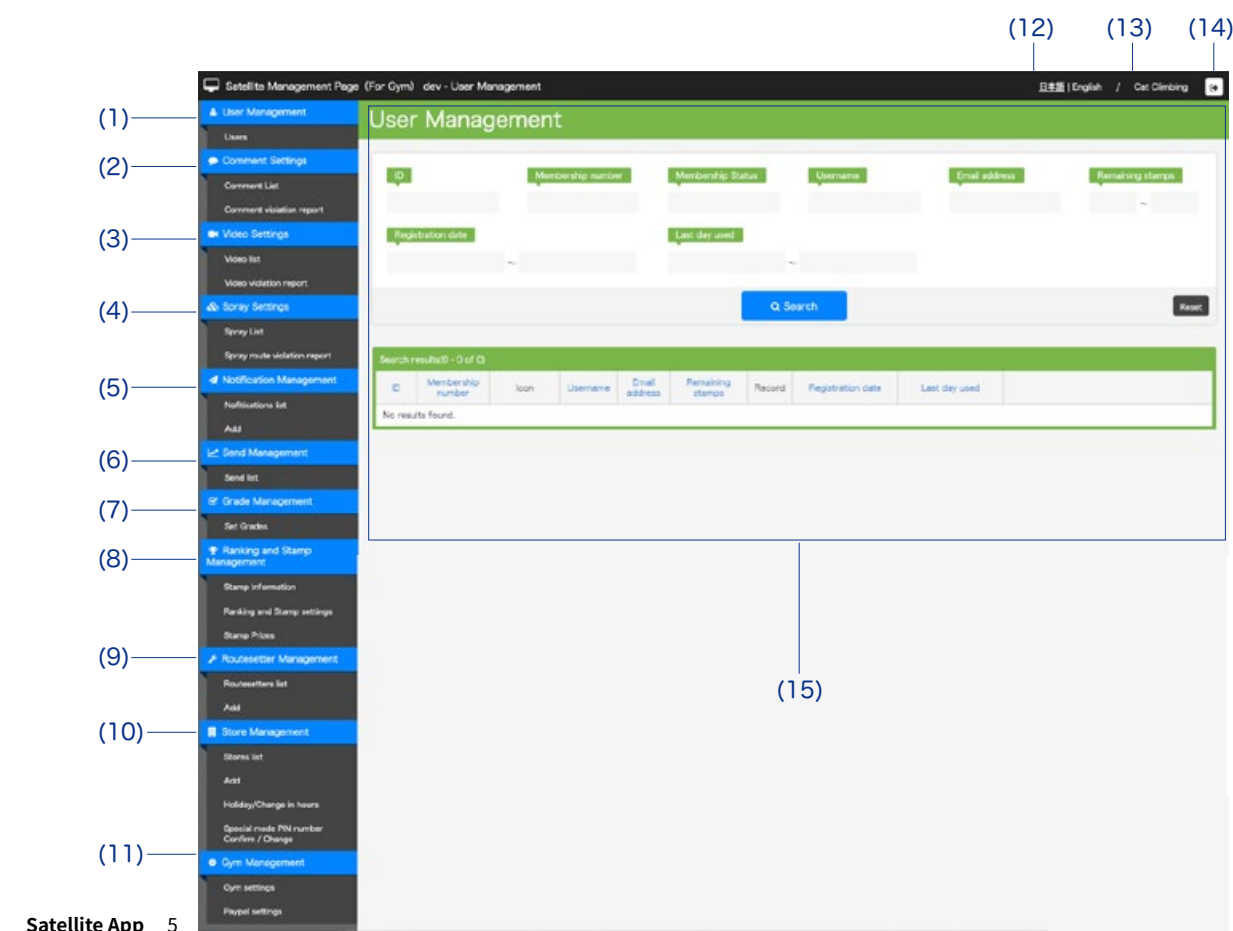 (12) (13) (14)
Satellite Management Page (For Gym) dev - User Management
日本語 | English / Cat Climbing
(1)
User Management
Users
(2)
Comment Settings
Comment List
Comment violation report
(3)
Video Settings
Video list
Video violation report
(4)
Spray Settings
Spray List
Spray route violation report
(5)
Notification Management
Notifications list
Add
(6)
Send Management
Send list
(7)
Grade Management
Set Grades
(8)
Ranking and Stamp
Management
Stamp information
Ranking and Stamp settings
Stamp Prizes
(9)
Routesetter Management
Routesetters list
Add
(10)
Store Management
Stores list
Add
Holiday/Change in hours
Special mode PIN number
Confirm / Change
(11)
Gym Management
Gym settings
Paypal settings
User Management
ID Membership number Membership Status Username Email address Remaining stamps
~
Registration date Last day used
~ ~
Search Reset
Search results(0 - 0 of 0)
ID Membership number Icon Username Email address Remaining stamps Record Registration date Last day used
No results found.
(15)
Satellite App 5